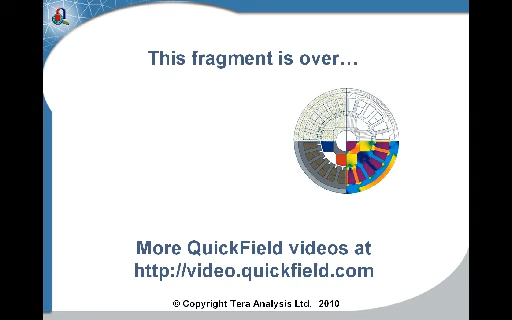 This fragment is over…
More QuickField videos at
http://video.quickfield.com
© Copyright Tera Analysis Ltd. 2010